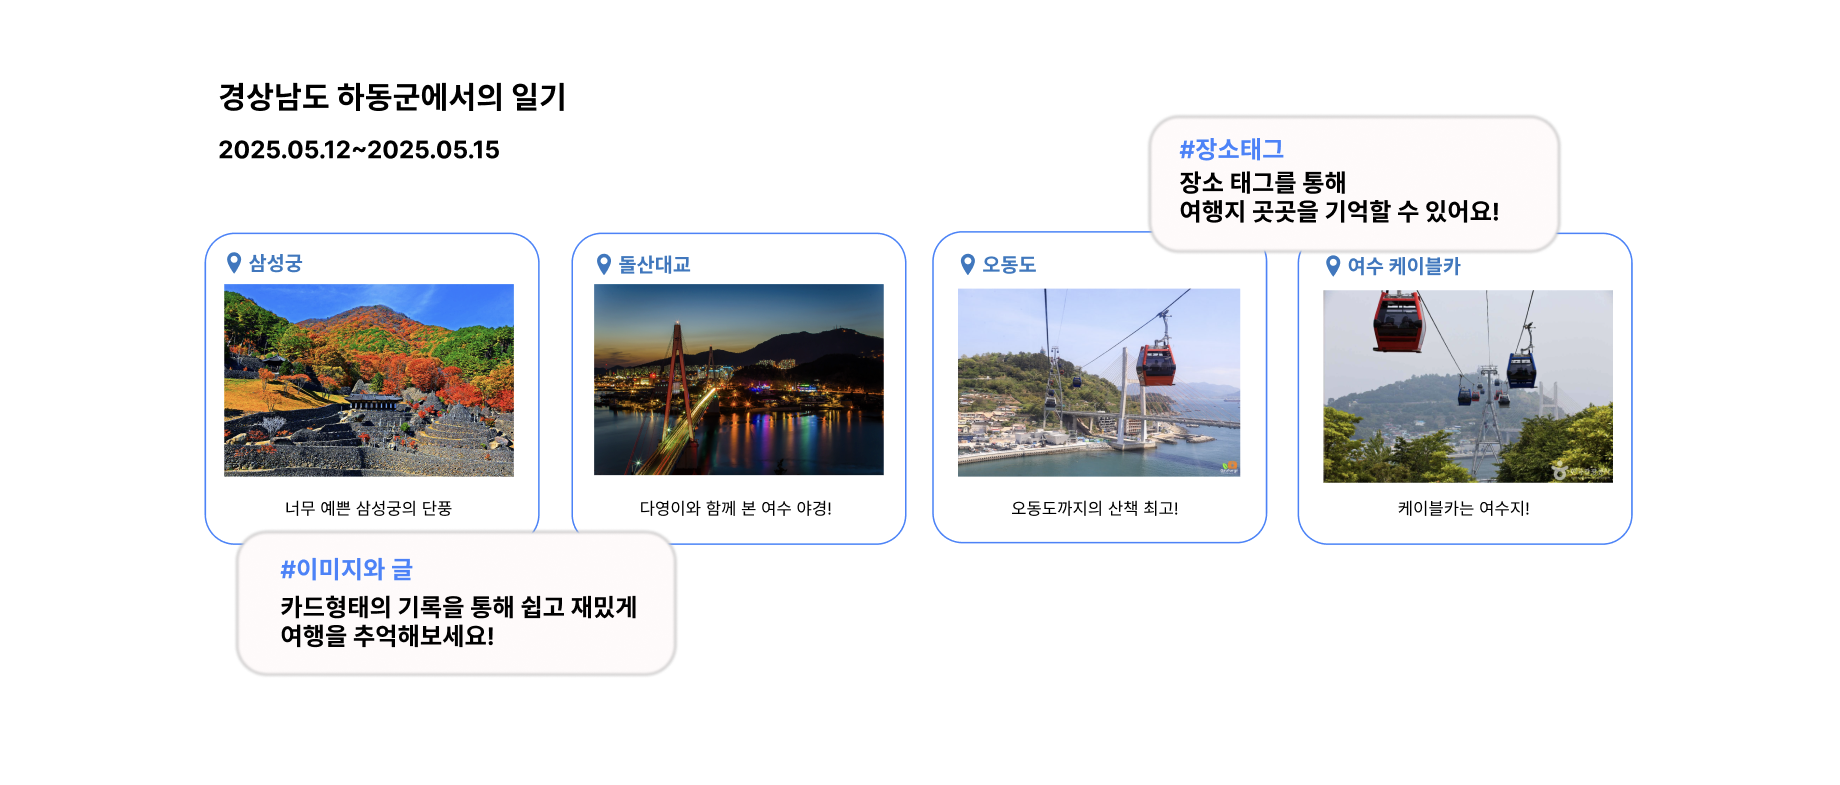 경상남도 하동군에서의 일기
2025.05.12~2025.05.15
#장소태그
장소 태그를 통해
여행지 곳곳을 기억할 수 있어요!
삼성궁
돌산대교
오동도
여수 케이블카
너무 예쁜 삼성궁의 단풍
다영이와 함께 본 여수 야경!
오동도까지의 산책 최고!
케이블카는 여수지!
#이미지와 글
카드형태의 기록을 통해 쉽고 재밌게
여행을 추억해보세요!